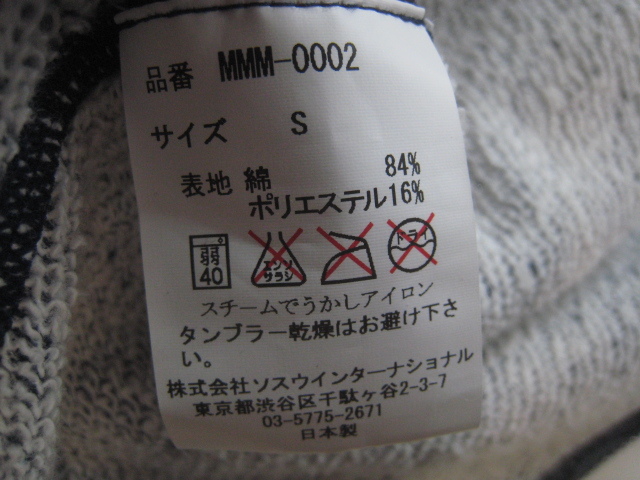 品番 MMM-0002
サイズ S
表地 綿 84%
ポリエステル 16%
弱 40 エンソ サラシ ドライ
スチームでうかしアイロン
タンブラー乾燥はお避け下さ
い。
株式会社ソスウインターナショナル
東京都渋谷区千駄ヶ谷2-3-7
03-5775-2671
日本製